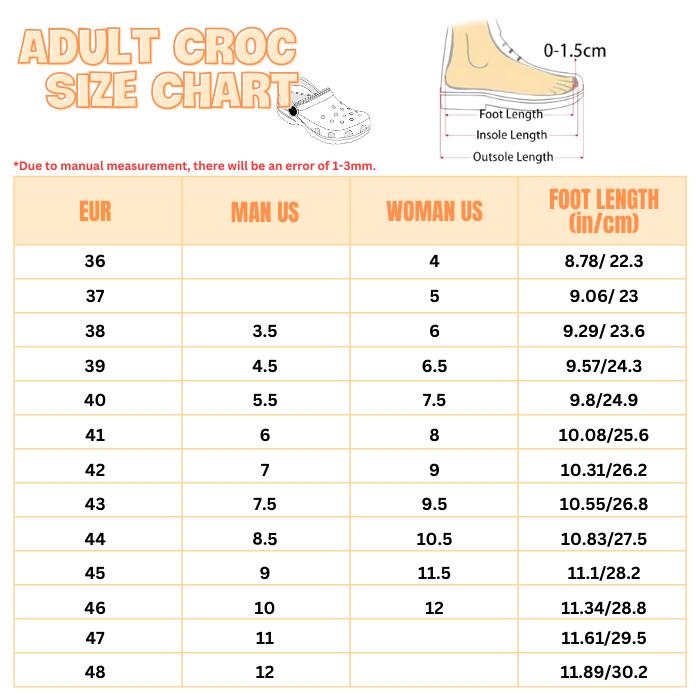 ADULT CROC
SIZE CHART
0-1.5cm
Foot Length
Insole Length
Outsole Length
*Due to manual measurement, there will be an error of 1-3mm.
EUR MAN US WOMAN US FOOT LENGTH
(in/cm)
36 4 8.78/ 22.3
37 5 9.06/ 23
38 3.5 6 9.29/ 23.6
39 4.5 6.5 9.57/24.3
40 5.5 7.5 9.8/24.9
41 6 8 10.08/25.6
42 7 9 10.31/26.2
43 7.5 9.5 10.55/26.8
44 8.5 10.5 10.83/27.5
45 9 11.5 11.1/28.2
46 10 12 11.34/28.8
47 11 11.61/29.5
48 12 11.89/30.2